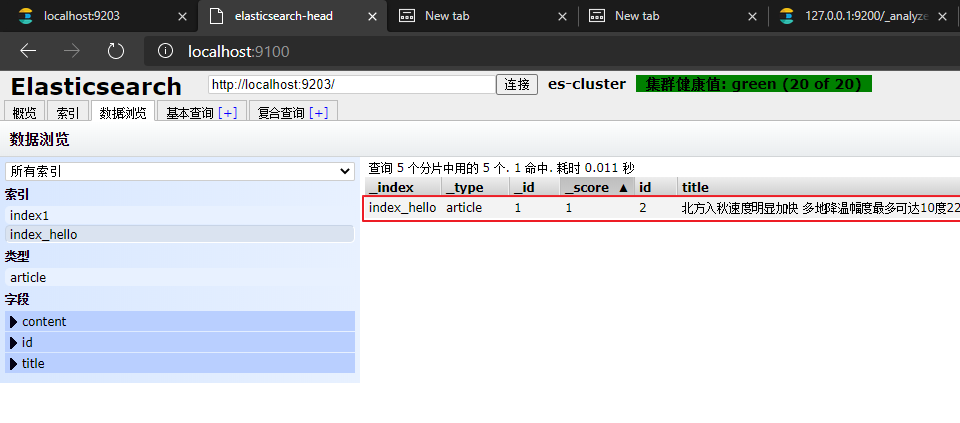 localhost:9203 elasticsearch-head New tab New tab 127.0.0.1:9200/_analyze
localhost:9100
Elasticsearch http://localhost:9203/ 连接 es-cluster 集群健康值: green (20 of 20)
概览 索引 数据浏览 基本查询 [+] 复合查询 [+]
数据浏览
所有索引
索引
index1
index_hello
类型
article
字段
content
id
title
查询 5 个分片中用的 5 个. 1 命中. 耗时 0.011 秒
_index _type _id _score ▲ id title
index_hello article 1 1 2 北方入秋速度明显加快 多地降温幅度最多可达10度22